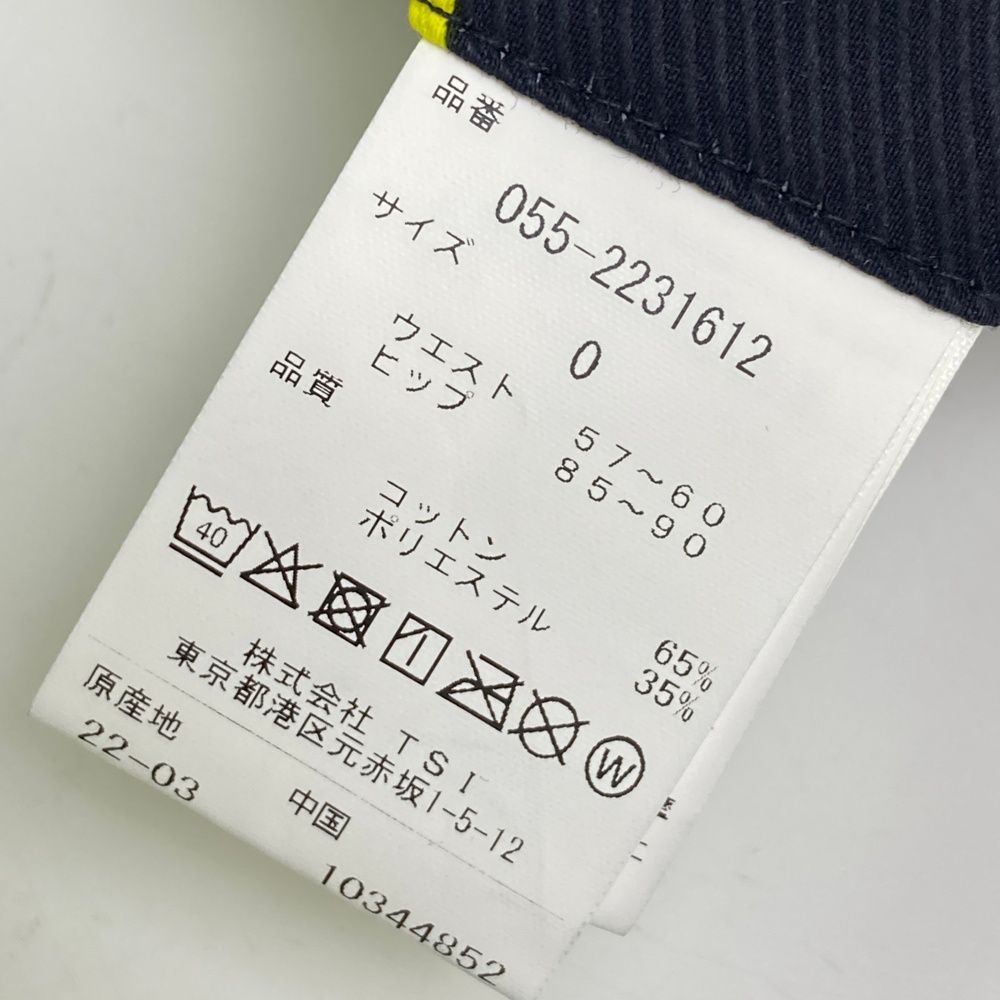 品番
055-2231612
サイズ
0
ウエスト 57~60
ヒップ 85~90
品質
コットン 65%
ポリエステル 35%
40
W
株式会社 TSI
東京都港区元赤坂1-5-12
原産地 中国
22-03 10344852